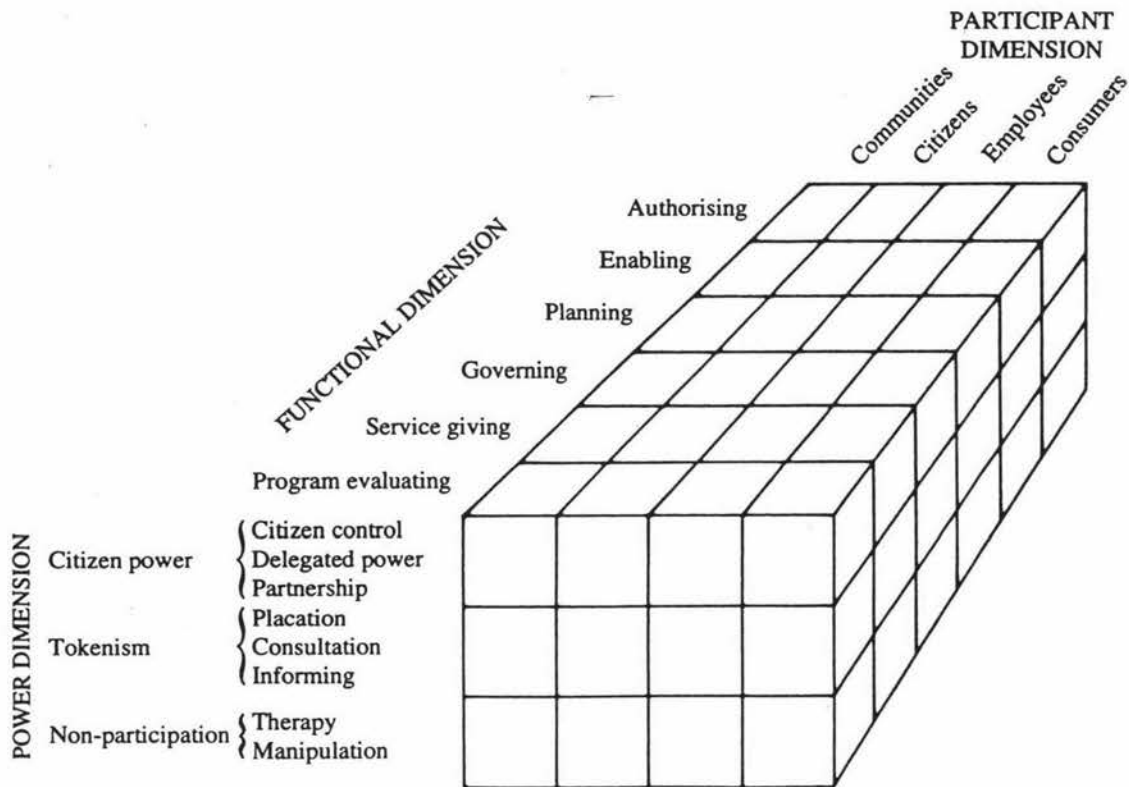 PARTICIPANT
DIMENSION
Communities
Citizens
Employees
Consumers
FUNCTIONAL DIMENSION
Authorising
Enabling
Planning
Governing
Service giving
Program evaluating
POWER DIMENSION
Citizen power
Citizen control
Delegated power
Partnership
Tokenism
Placation
Consultation
Informing
Non-participation
Therapy
Manipulation